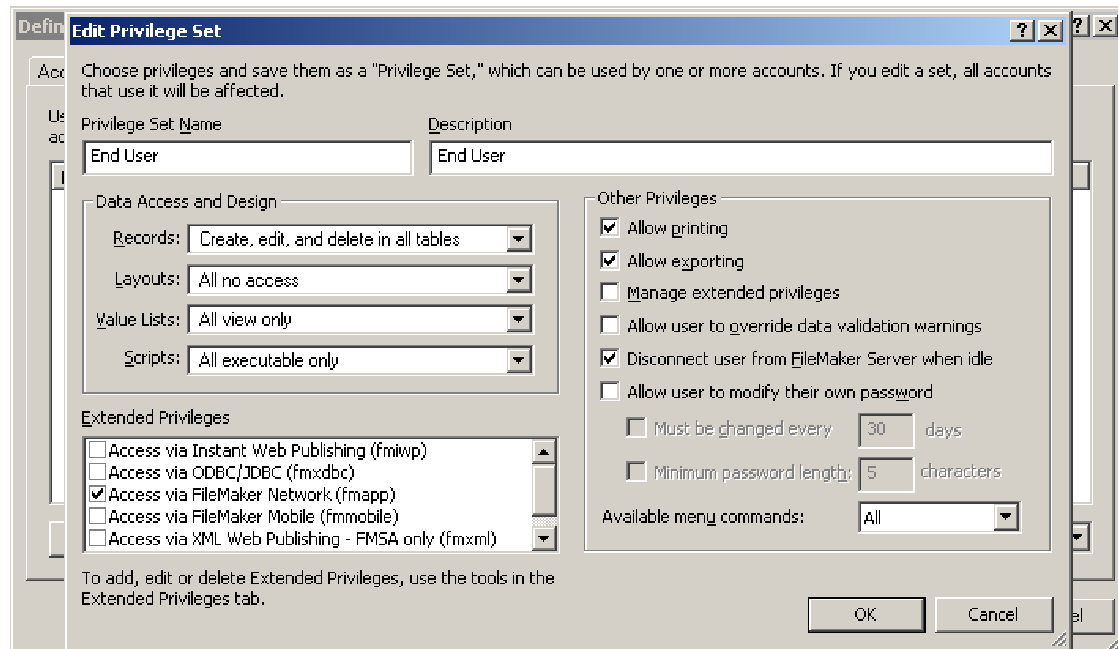 Defin
Edit Privilege Set
Acc
Choose privileges and save them as a "Privilege Set," which can be used by one or more accounts. If you edit a set, all accounts
that use it will be affected.
Us
ac
Privilege Set Name
Description
End User
End User
Data Access and Design
Records: Create, edit, and delete in all tables
Layouts: All no access
Value Lists: All view only
Scripts: All executable only
Extended Privileges
Access via Instant Web Publishing (fmiwp)
Access via ODBC/JDBC (fmxdbc)
Access via FileMaker Network (fmapp)
Access via FileMaker Mobile (fmmobile)
Access via XML Web Publishing - FMSA only (fmxml)
To add, edit or delete Extended Privileges, use the tools in the
Extended Privileges tab.
Other Privileges
Allow printing
Allow exporting
Manage extended privileges
Allow user to override data validation warnings
Disconnect user from FileMaker Server when idle
Allow user to modify their own password
Must be changed every 30 days
Minimum password length: 5 characters
Available menu commands: All
OK
Cancel
el